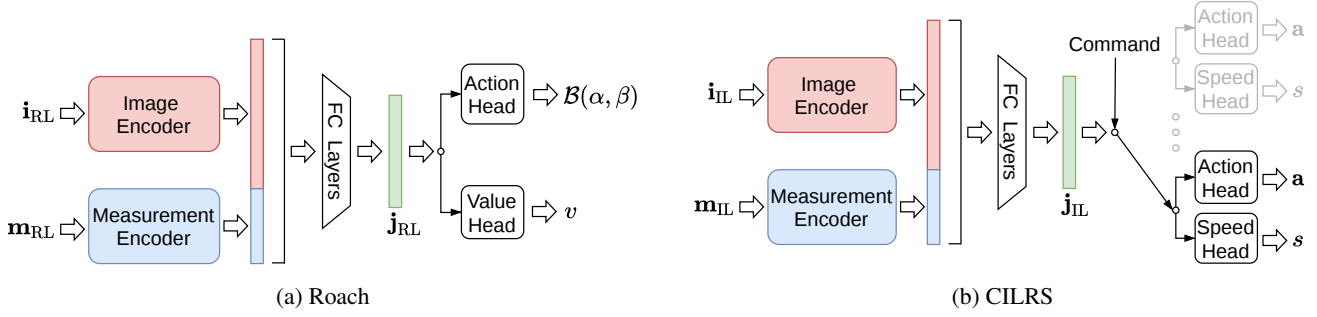 i_RL
Image
Encoder
m_RL
Measurement
Encoder
FC Layers
j_RL
Action
Head
ℬ(α, β)
Value
Head
v
(a) Roach
i_IL
Image
Encoder
m_IL
Measurement
Encoder
FC Layers
j_IL
Command
Action
Head
a
Speed
Head
s
Action
Head
a
Speed
Head
s
(b) CILRS